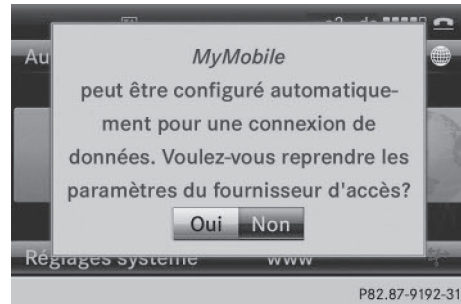 Au
MyMobile
peut être configuré automatique-
ment pour une connexion de
données. Voulez-vous reprendre les
paramètres du fournisseur d'accès?
Oui Non
Réglages système www
P82.87-9192-31